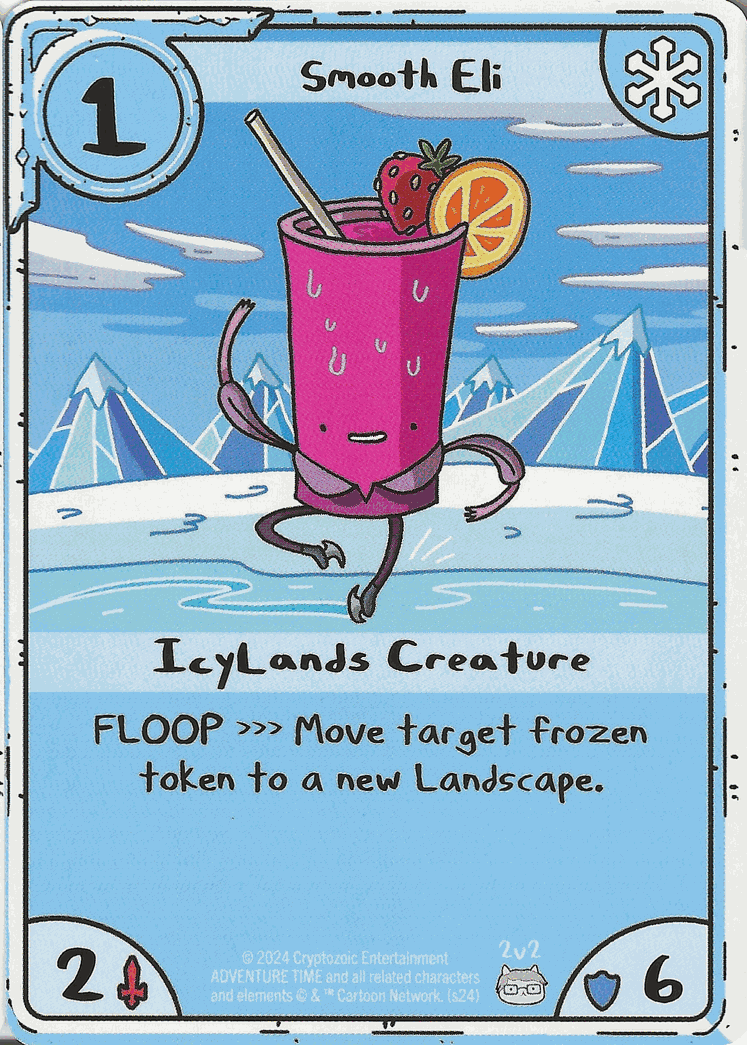 1
Smooth Eli
IcyLands Creature
FLOOP >>> Move target frozen
token to a new Landscape.
2
© 2024 Cryptozoic Entertainment
ADVENTURE TIME and all related characters
and elements © & ™ Cartoon Network. (s24)
2v2
6